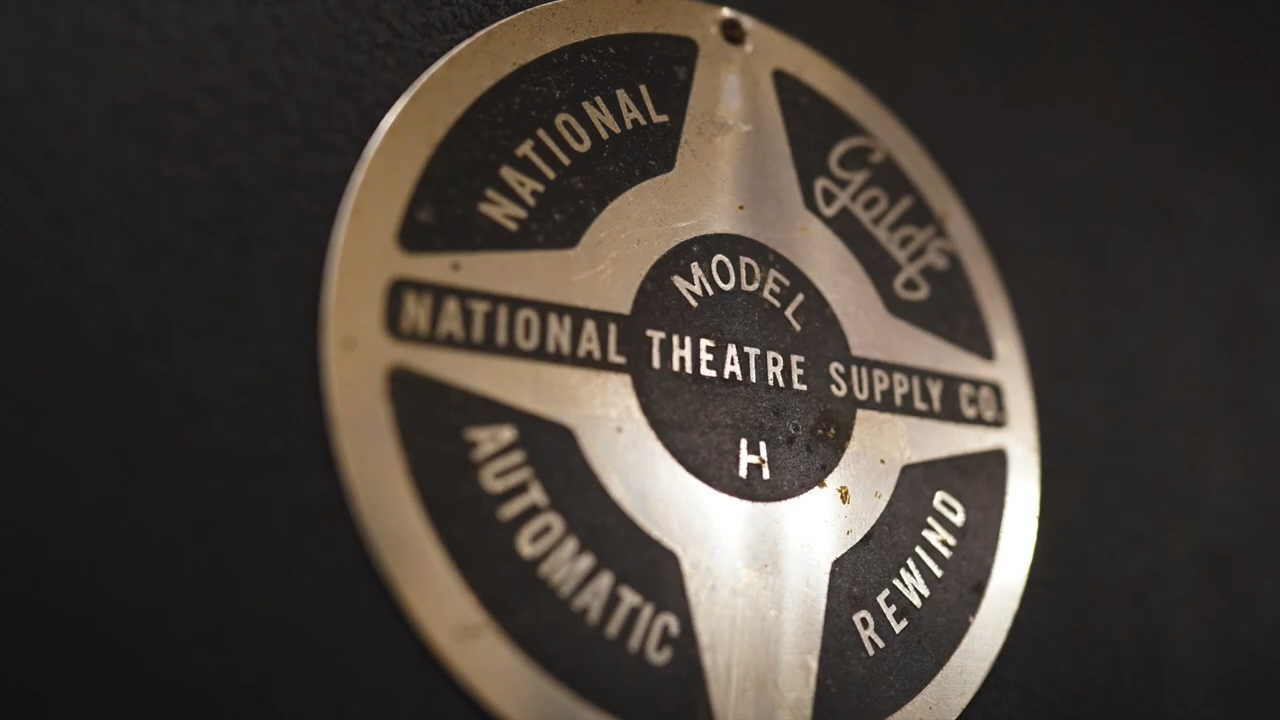 NATIONAL
GoldE
MODEL
NATIONAL THEATRE SUPPLY CO.
H
AUTOMATIC
REWIND